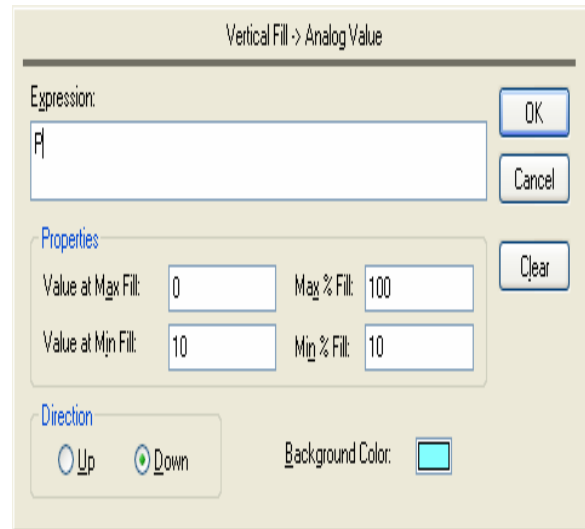 Vertical Fill -> Analog Value
Expression:
P
OK
Cancel
Clear
Properties
Value at Max Fill: 0 Max % Fill: 100
Value at Min Fill: 10 Min % Fill: 10
Direction
Up Down
Background Color: